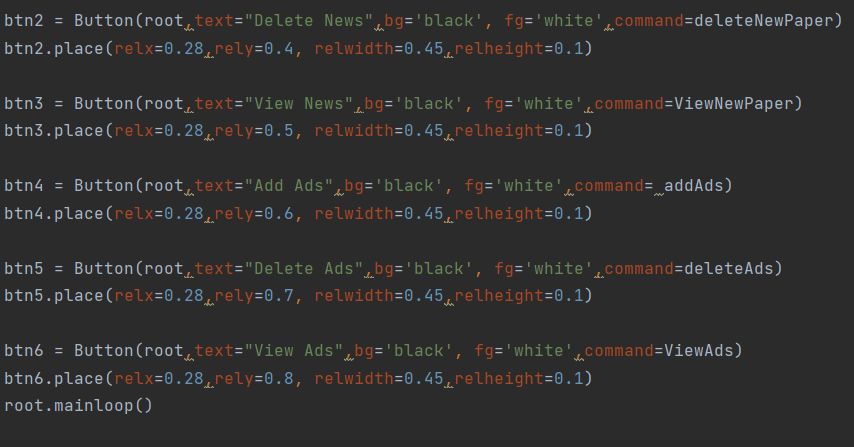 btn2 = Button(root,text="Delete News",bg='black', fg='white',command=deleteNewPaper)
btn2.place(relx=0.28,rely=0.4, relwidth=0.45,relheight=0.1)
btn3 = Button(root,text="View News",bg='black', fg='white',command=ViewNewPaper)
btn3.place(relx=0.28,rely=0.5, relwidth=0.45,relheight=0.1)
btn4 = Button(root,text="Add Ads",bg='black', fg='white',command= addAds)
btn4.place(relx=0.28,rely=0.6, relwidth=0.45,relheight=0.1)
btn5 = Button(root,text="Delete Ads",bg='black', fg='white',command=deleteAds)
btn5.place(relx=0.28,rely=0.7, relwidth=0.45,relheight=0.1)
btn6 = Button(root,text="View Ads",bg='black', fg='white',command=ViewAds)
btn6.place(relx=0.28,rely=0.8, relwidth=0.45,relheight=0.1)
root.mainloop()